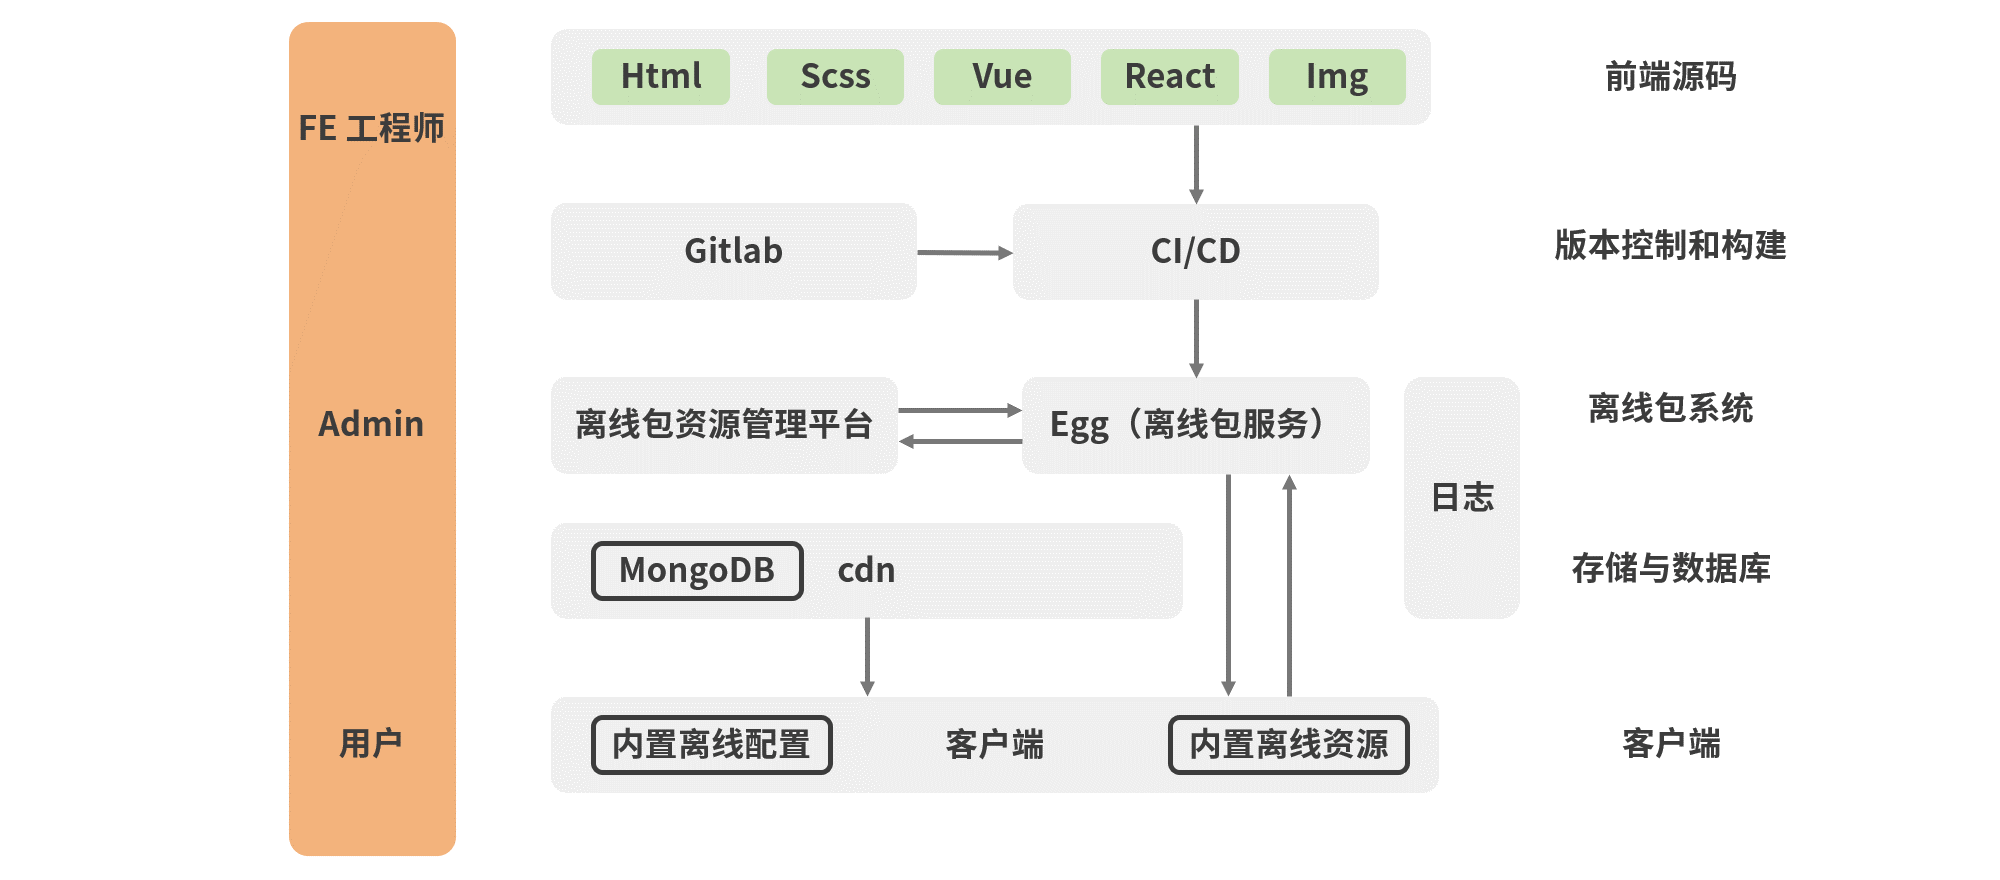 FE 工程师
Html
Scss
Vue
React
Img
前端源码
Gitlab
CI/CD
版本控制和构建
Admin
离线包资源管理平台
Egg（离线包服务）
离线包系统
日志
MongoDB
cdn
存储与数据库
用户
内置离线配置
客户端
内置离线资源
客户端